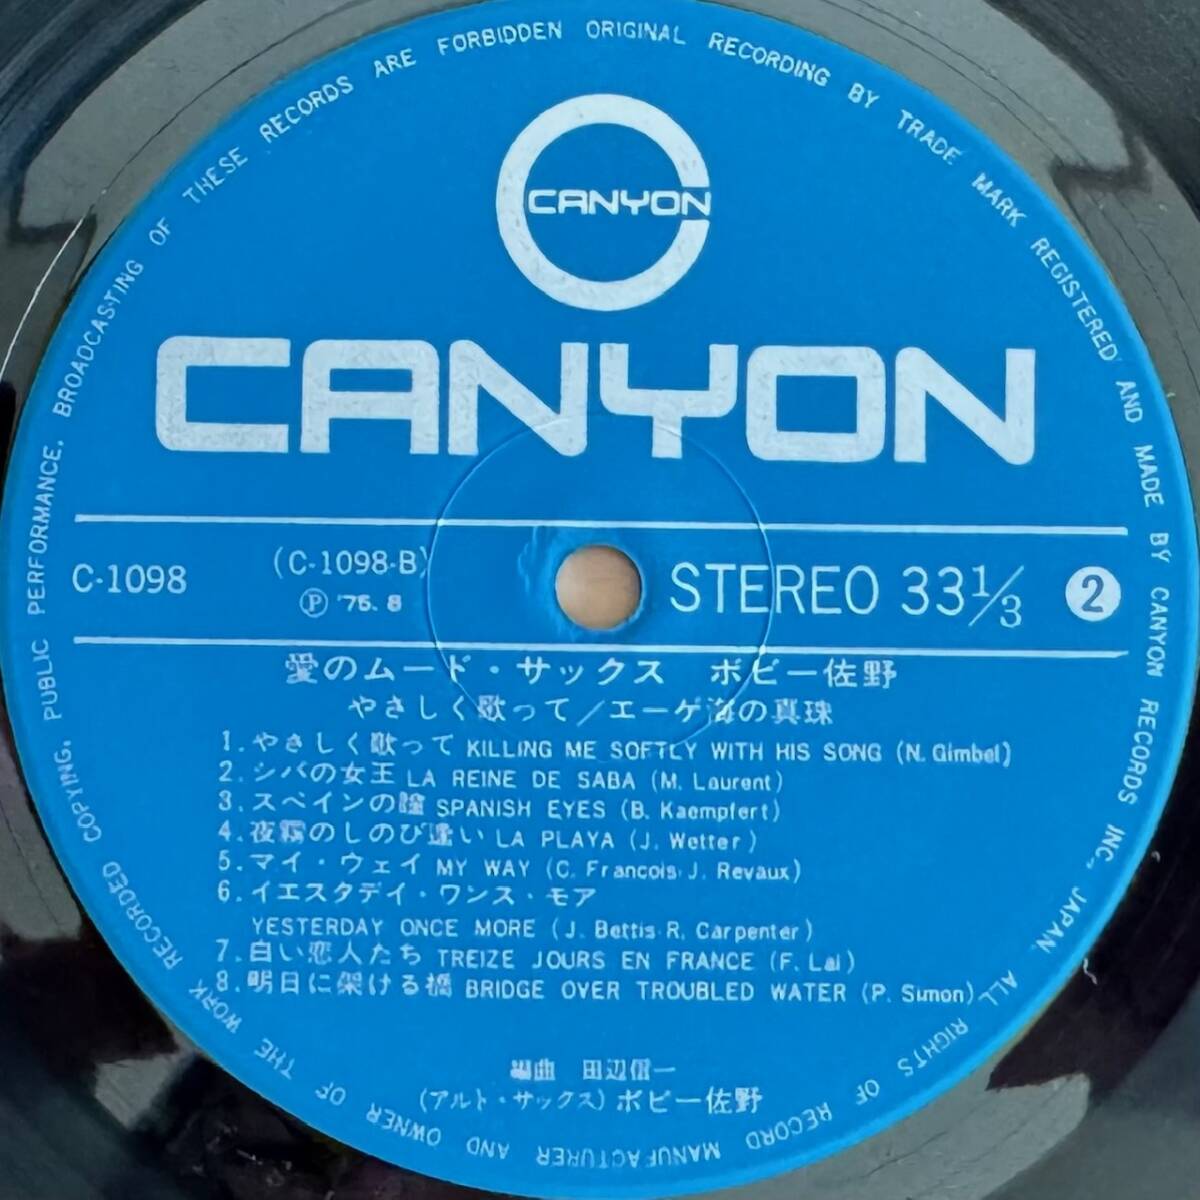 COPYING, PUBLIC PERFORMANCE, BROADCASTING OF THESE RECORDS ARE FORBIDDEN ORIGINAL RECORDING BY TRADE MARK REGISTERED AND MADE BY CANYON RECORDS INC., JAPAN. ALL RIGHTS OF RECORD MANUFACTURER AND OWNER OF THE WORK RECORDED
CANYON
CANYON
C-1098
(C-1098-B)
Ⓟ '75. 8
STEREO 33 1/3
2
愛のムード・サックス ボビー佐野
やさしく歌って／エーゲ海の真珠
1. やさしく歌って KILLING ME SOFTLY WITH HIS SONG (N. Gimbel)
2. シバの女王 LA REINE DE SABA (M. Laurent)
3. スペインの瞳 SPANISH EYES (B. Kaempfert)
4. 夜霧のしのび逢い LA PLAYA (J. Wetter)
5. マイ・ウェイ MY WAY (C. Francois・J. Revaux)
6. イエスタデイ・ワンス・モア
YESTERDAY ONCE MORE (J. Bettis・R. Carpenter)
7. 白い恋人たち TREIZE JOURS EN FRANCE (F. Lai)
8. 明日に架ける橋 BRIDGE OVER TROUBLED WATER (P. Simon)
編曲 田辺信一
(アルト・サックス) ボビー佐野